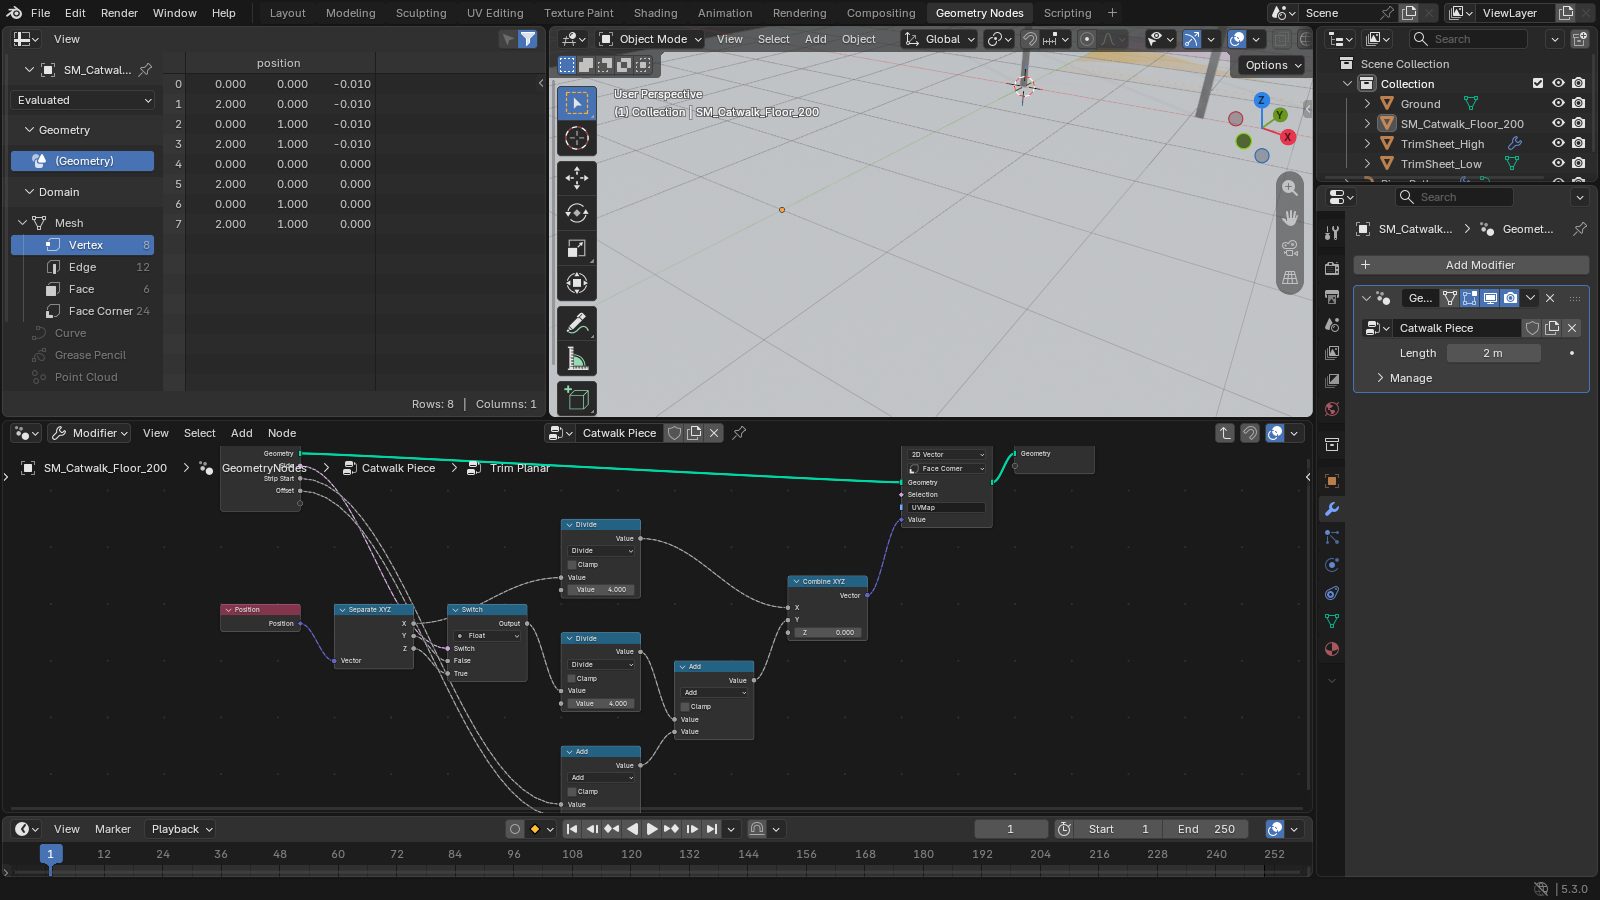 File Edit Render Window Help Layout Modeling Sculpting UV Editing Texture Paint Shading Animation Rendering Compositing Geometry Nodes Scripting + Scene ViewLayer
View
SM_Catwal...
Evaluated
Geometry
(Geometry)
Domain
Mesh
Vertex 8
Edge 12
Face 6
Face Corner 24
Curve
Grease Pencil
Point Cloud
position
0 0.000 0.000 -0.010
1 2.000 0.000 -0.010
2 0.000 1.000 -0.010
3 2.000 1.000 -0.010
4 0.000 0.000 0.000
5 2.000 0.000 0.000
6 0.000 1.000 0.000
7 2.000 1.000 0.000
Rows: 8 | Columns: 1
Object Mode View Select Add Object Global
Options
User Perspective
(1) Collection | SM_Catwalk_Floor_200
Z
Y
X
Search
Scene Collection
Collection
Ground
SM_Catwalk_Floor_200
TrimSheet_High
TrimSheet_Low
Search
SM_Catwalk... Geomet...
Add Modifier
Ge...
Catwalk Piece
Length 2 m
Manage
Modifier View Select Add Node Catwalk Piece
SM_Catwalk_Floor_200 GeometryNodes Catwalk Piece Trim Planar
Geometry
Strip Start
Offset
Position
Position
Separate XYZ
X
Y
Z
Vector
Switch
Output
Float
Switch
False
True
Divide
Value
Divide
Clamp
Value
Value 4.000
Divide
Value
Divide
Clamp
Value
Value 4.000
Add
Value
Add
Clamp
Value
Add
Value
Add
Clamp
Value
Value
Combine XYZ
Vector
X
Y
Z 0.000
2D Vector
Face Corner
Geometry
Selection
UVMap
Value
Geometry
View Marker Playback 1 Start 1 End 250
1 12 24 36 48 60 72 84 96 108 120 132 144 156 168 180 192 204 216 228 240 252
5.3.0